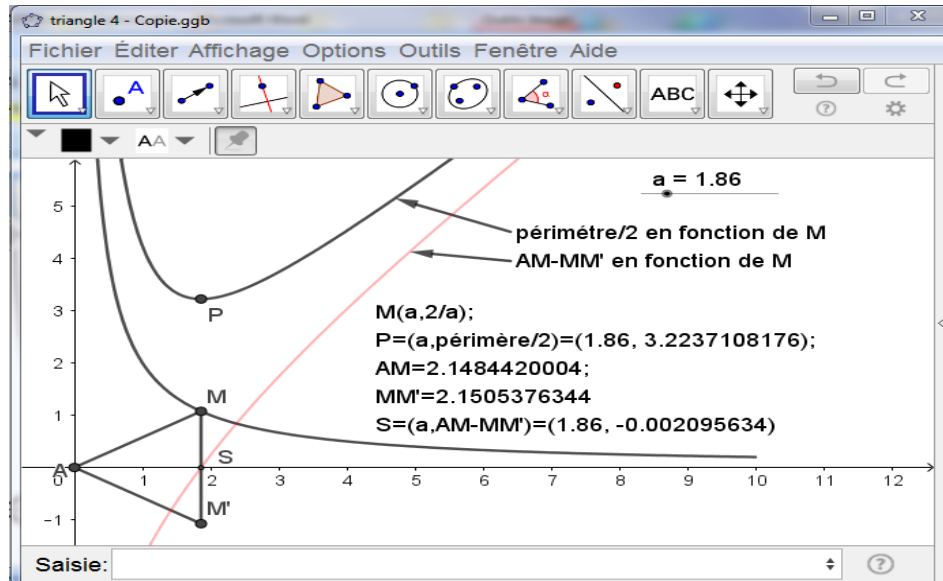 triangle 4 - Copie.ggb
Fichier Éditer Affichage Options Outils Fenêtre Aide
A
α
ABC
?
AA
a = 1.86
périmétre/2 en fonction de M
AM-MM' en fonction de M
5
4
3
2
1
-1
P
M(a,2/a);
P=(a,périmère/2)=(1.86, 3.2237108176);
AM=2.1484420004;
MM'=2.1505376344
S=(a,AM-MM')=(1.86, -0.002095634)
M
S
A
M'
0 1 2 3 4 5 6 7 8 9 10 11 12
Saisie:
?